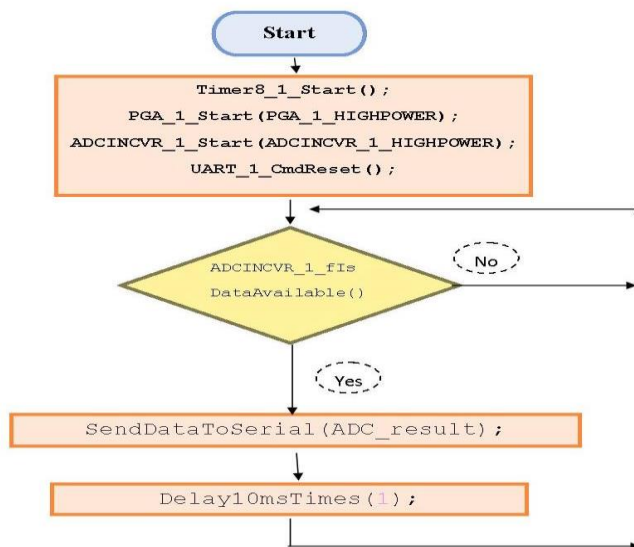 Start
Timer8_1_Start();
PGA_1_Start(PGA_1_HIGHPOWER);
ADCINCVR_1_Start(ADCINCVR_1_HIGHPOWER);
UART_1_CmdReset();
ADCINCVR_1_fIs
DataAvailable()
No
Yes
SendDataToSerial(ADC_result);
Delay10msTimes(1);